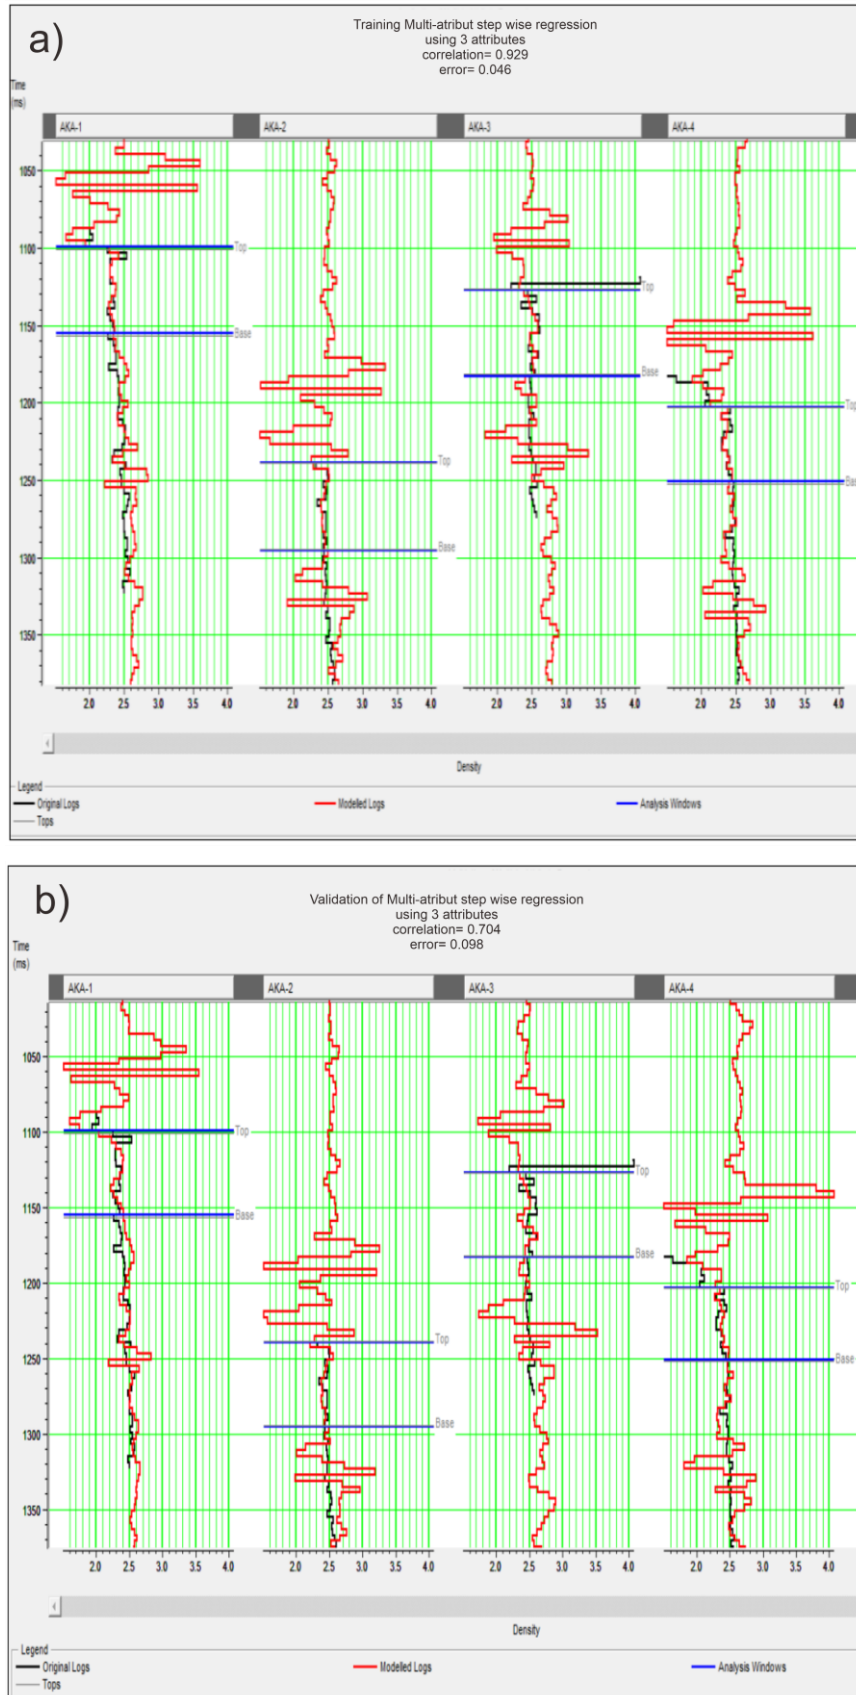 a)
Training Multi-atribut step wise regression
using 3 attributes
correlation= 0.929
error= 0.046
Time
(ms)
AKA-1 AKA-2 AKA-3 AKA-4
1050
1100
1150
1200
1250
1300
1350
Top Top Top Top
Base Base Base Bas
2.0 2.5 3.0 3.5 4.0 2.0 2.5 3.0 3.5 4.0 2.0 2.5 3.0 3.5 4.0 2.0 2.5 3.0 3.5 4.0
Density
Legend
Original Logs Modelled Logs Analysis Windows
Tops
b)
Validation of Multi-atribut step wise regression
using 3 attributes
correlation= 0.704
error= 0.098
Time
(ms)
AKA-1 AKA-2 AKA-3 AKA-4
1050
1100
1150
1200
1250
1300
1350
Top Top Top Top
Base Base Base Base
2.0 2.5 3.0 3.5 4.0 2.0 2.5 3.0 3.5 4.0 2.0 2.5 3.0 3.5 4.0 2.0 2.5 3.0 3.5 4.0
Density
Legend
Original Logs Modelled Logs Analysis Windows
Tops